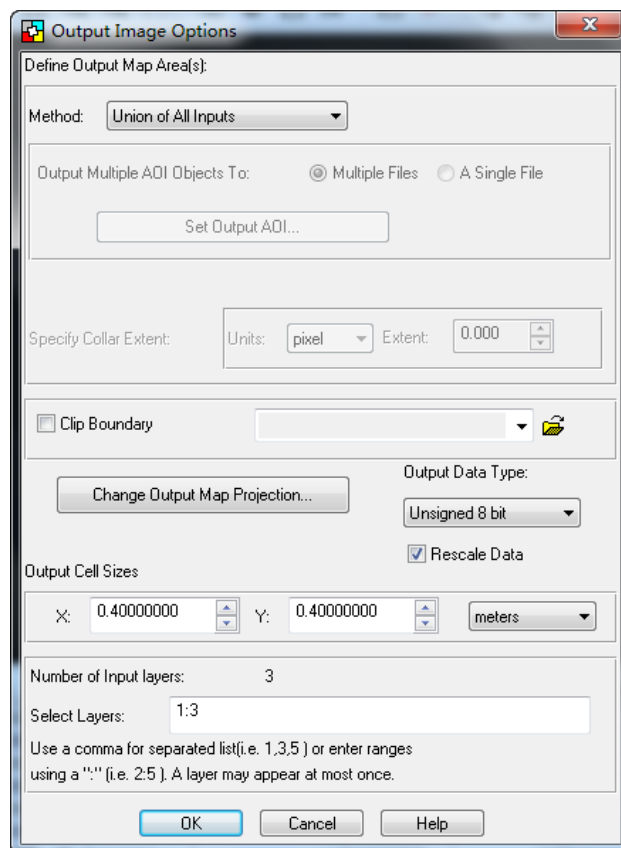 Output Image Options
Define Output Map Area(s):
Method: Union of All Inputs
Output Multiple AOI Objects To: Multiple Files A Single File
Set Output AOI...
Specify Collar Extent: Units: pixel Extent: 0.000
Clip Boundary
Output Data Type:
Change Output Map Projection...
Unsigned 8 bit
Rescale Data
Output Cell Sizes
X: 0.40000000 Y: 0.40000000 meters
Number of Input layers: 3
Select Layers: 1:3
Use a comma for separated list(i.e. 1,3,5 ) or enter ranges
using a ":" (i.e. 2:5 ). A layer may appear at most once.
OK Cancel Help